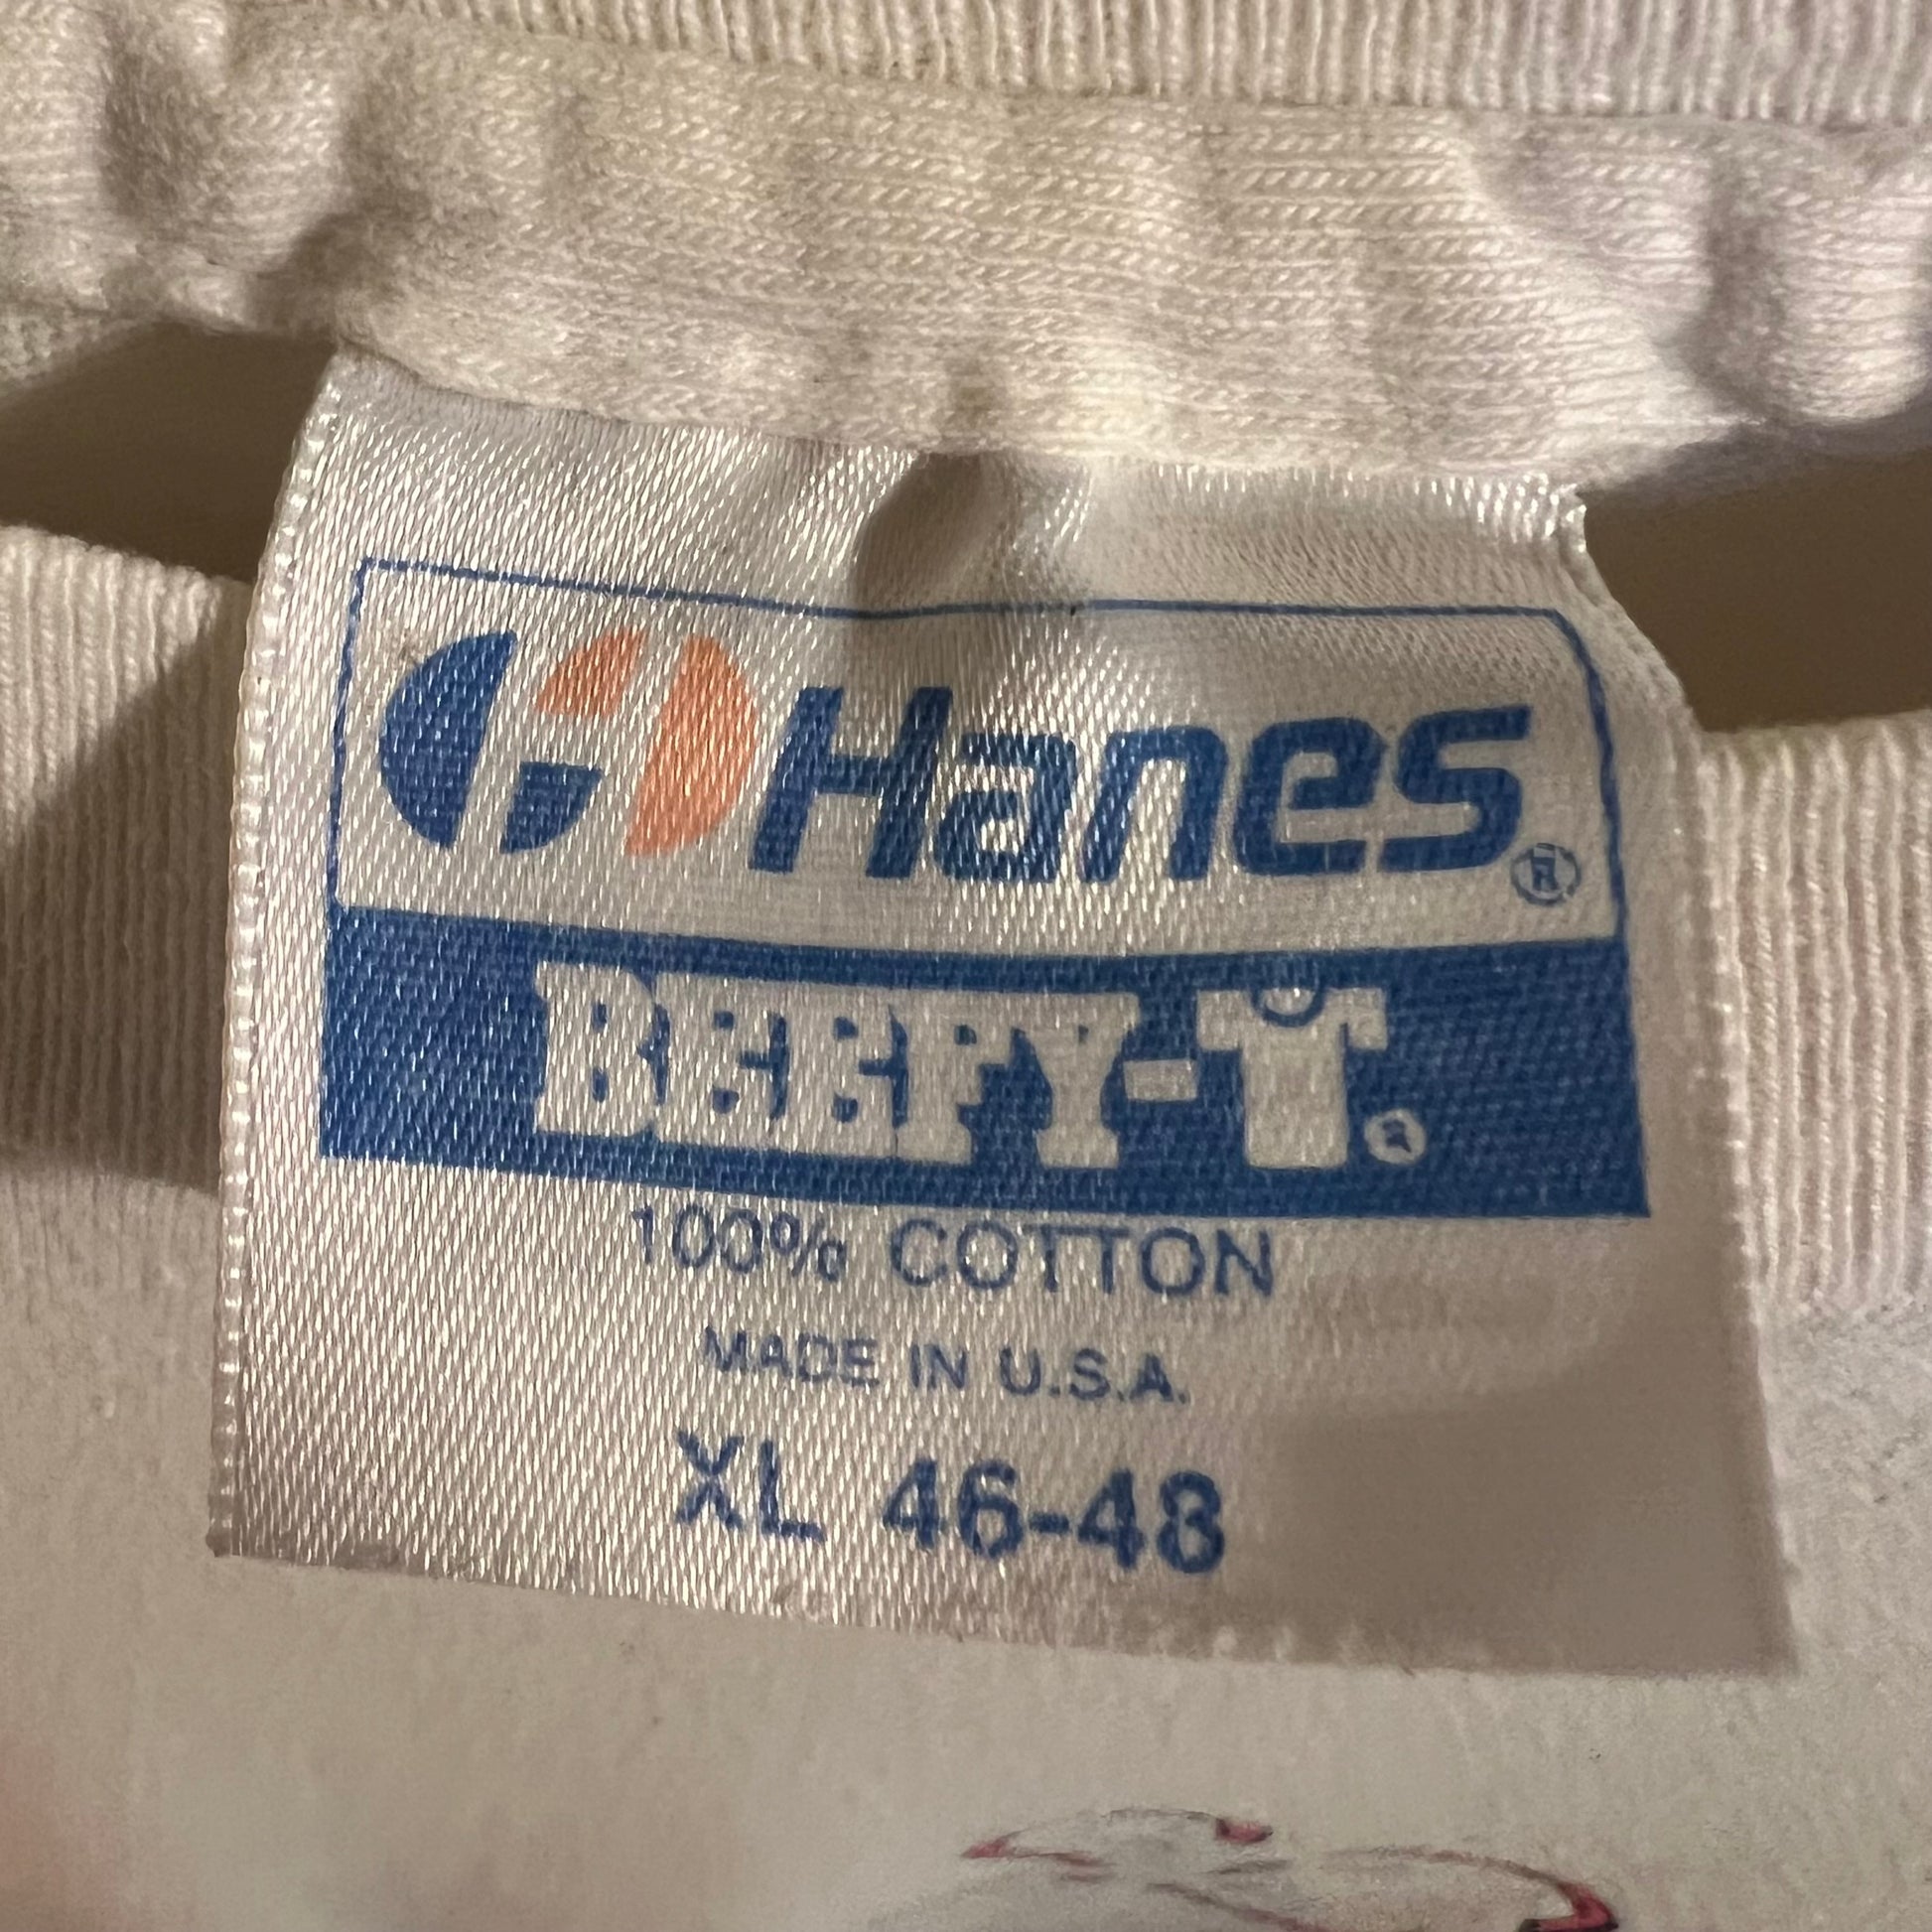 Hanes®
BEEFY-T®
100% COTTON
MADE IN U.S.A.
XL 46-48